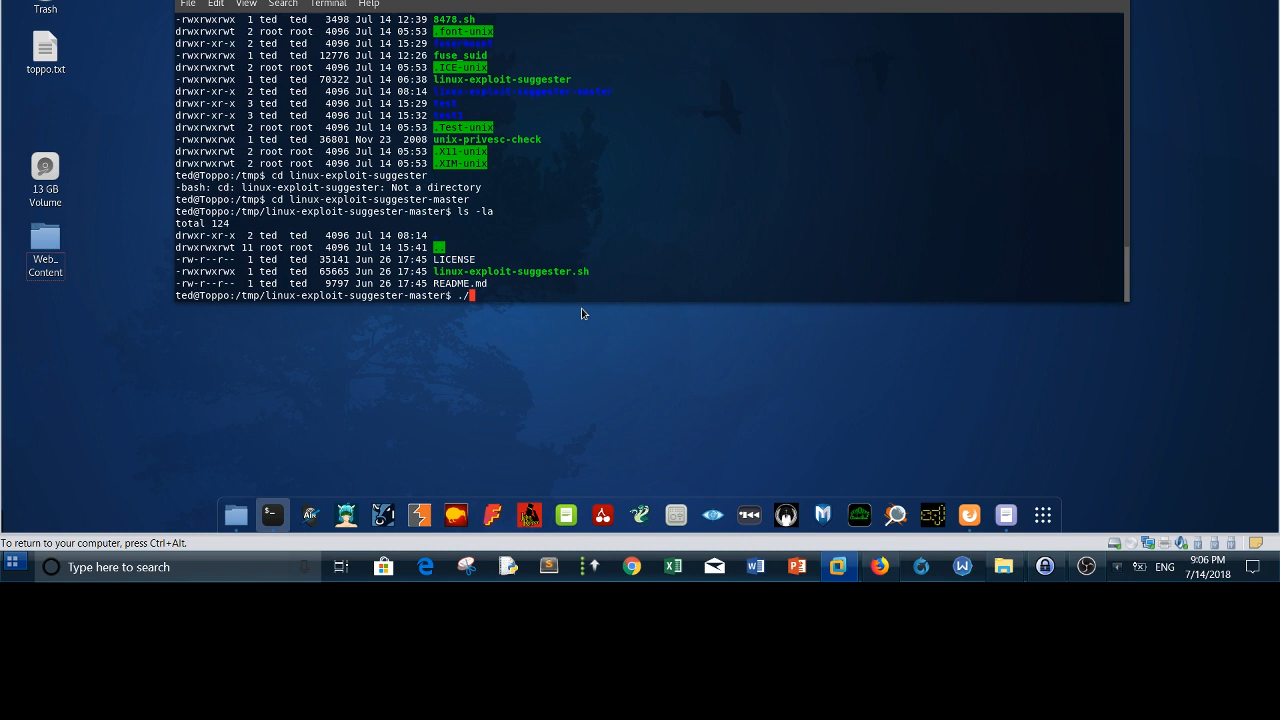 Trash
toppo.txt
13 GB
Volume
Web_
Content
File Edit View Search Terminal Help
-rwxrwxrwx 1 ted ted 3498 Jul 14 12:39 8478.sh
drwxrwxrwt 2 root root 4096 Jul 14 05:53 .font-unix
drwxr-xr-x 2 ted ted 4096 Jul 14 15:29
-rwxr-xr-x 1 ted ted 12776 Jul 14 12:26 fuse_suid
drwxrwxrwt 2 root root 4096 Jul 14 05:53 .ICE-unix
-rwxrwxrwx 1 ted ted 70322 Jul 14 06:38 linux-exploit-suggester
drwxr-xr-x 2 ted ted 4096 Jul 14 08:14 linux-exploit-suggester-master
drwxr-xr-x 3 ted ted 4096 Jul 14 15:29 test
drwxr-xr-x 3 ted ted 4096 Jul 14 15:32
drwxrwxrwt 2 root root 4096 Jul 14 05:53 .Test-unix
-rwxrwxrwx 1 ted ted 36801 Nov 23 2008 unix-privesc-check
drwxrwxrwt 2 root root 4096 Jul 14 05:53 .X11-unix
drwxrwxrwt 2 root root 4096 Jul 14 05:53 .XIM-unix
ted@Toppo:/tmp$ cd linux-exploit-suggester
-bash: cd: linux-exploit-suggester: Not a directory
ted@Toppo:/tmp$ cd linux-exploit-suggester-master
ted@Toppo:/tmp/linux-exploit-suggester-master$ ls -la
total 124
drwxr-xr-x 2 ted ted 4096 Jul 14 08:14
drwxrwxrwt 11 root root 4096 Jul 14 15:41 ..
-rw-r--r-- 1 ted ted 35141 Jun 26 17:45 LICENSE
-rwxrwxrwx 1 ted ted 65665 Jun 26 17:45 linux-exploit-suggester.sh
-rw-r--r-- 1 ted ted 9797 Jun 26 17:45 README.md
ted@Toppo:/tmp/linux-exploit-suggester-master$ ./
To return to your computer, press Ctrl+Alt.
Type here to search
ENG
9:06 PM
7/14/2018